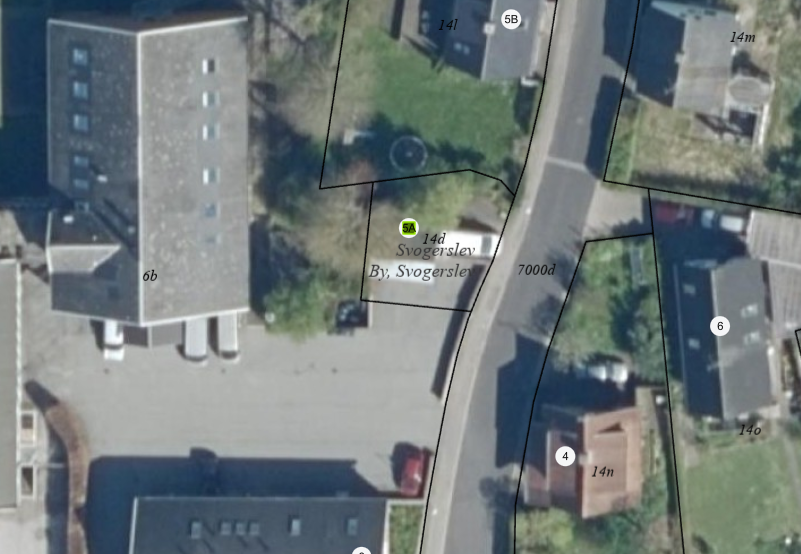 5B
14l
14m
5A
14d
Svogerslev
By, Svogerslev
7000d
6b
6
14o
4
14n